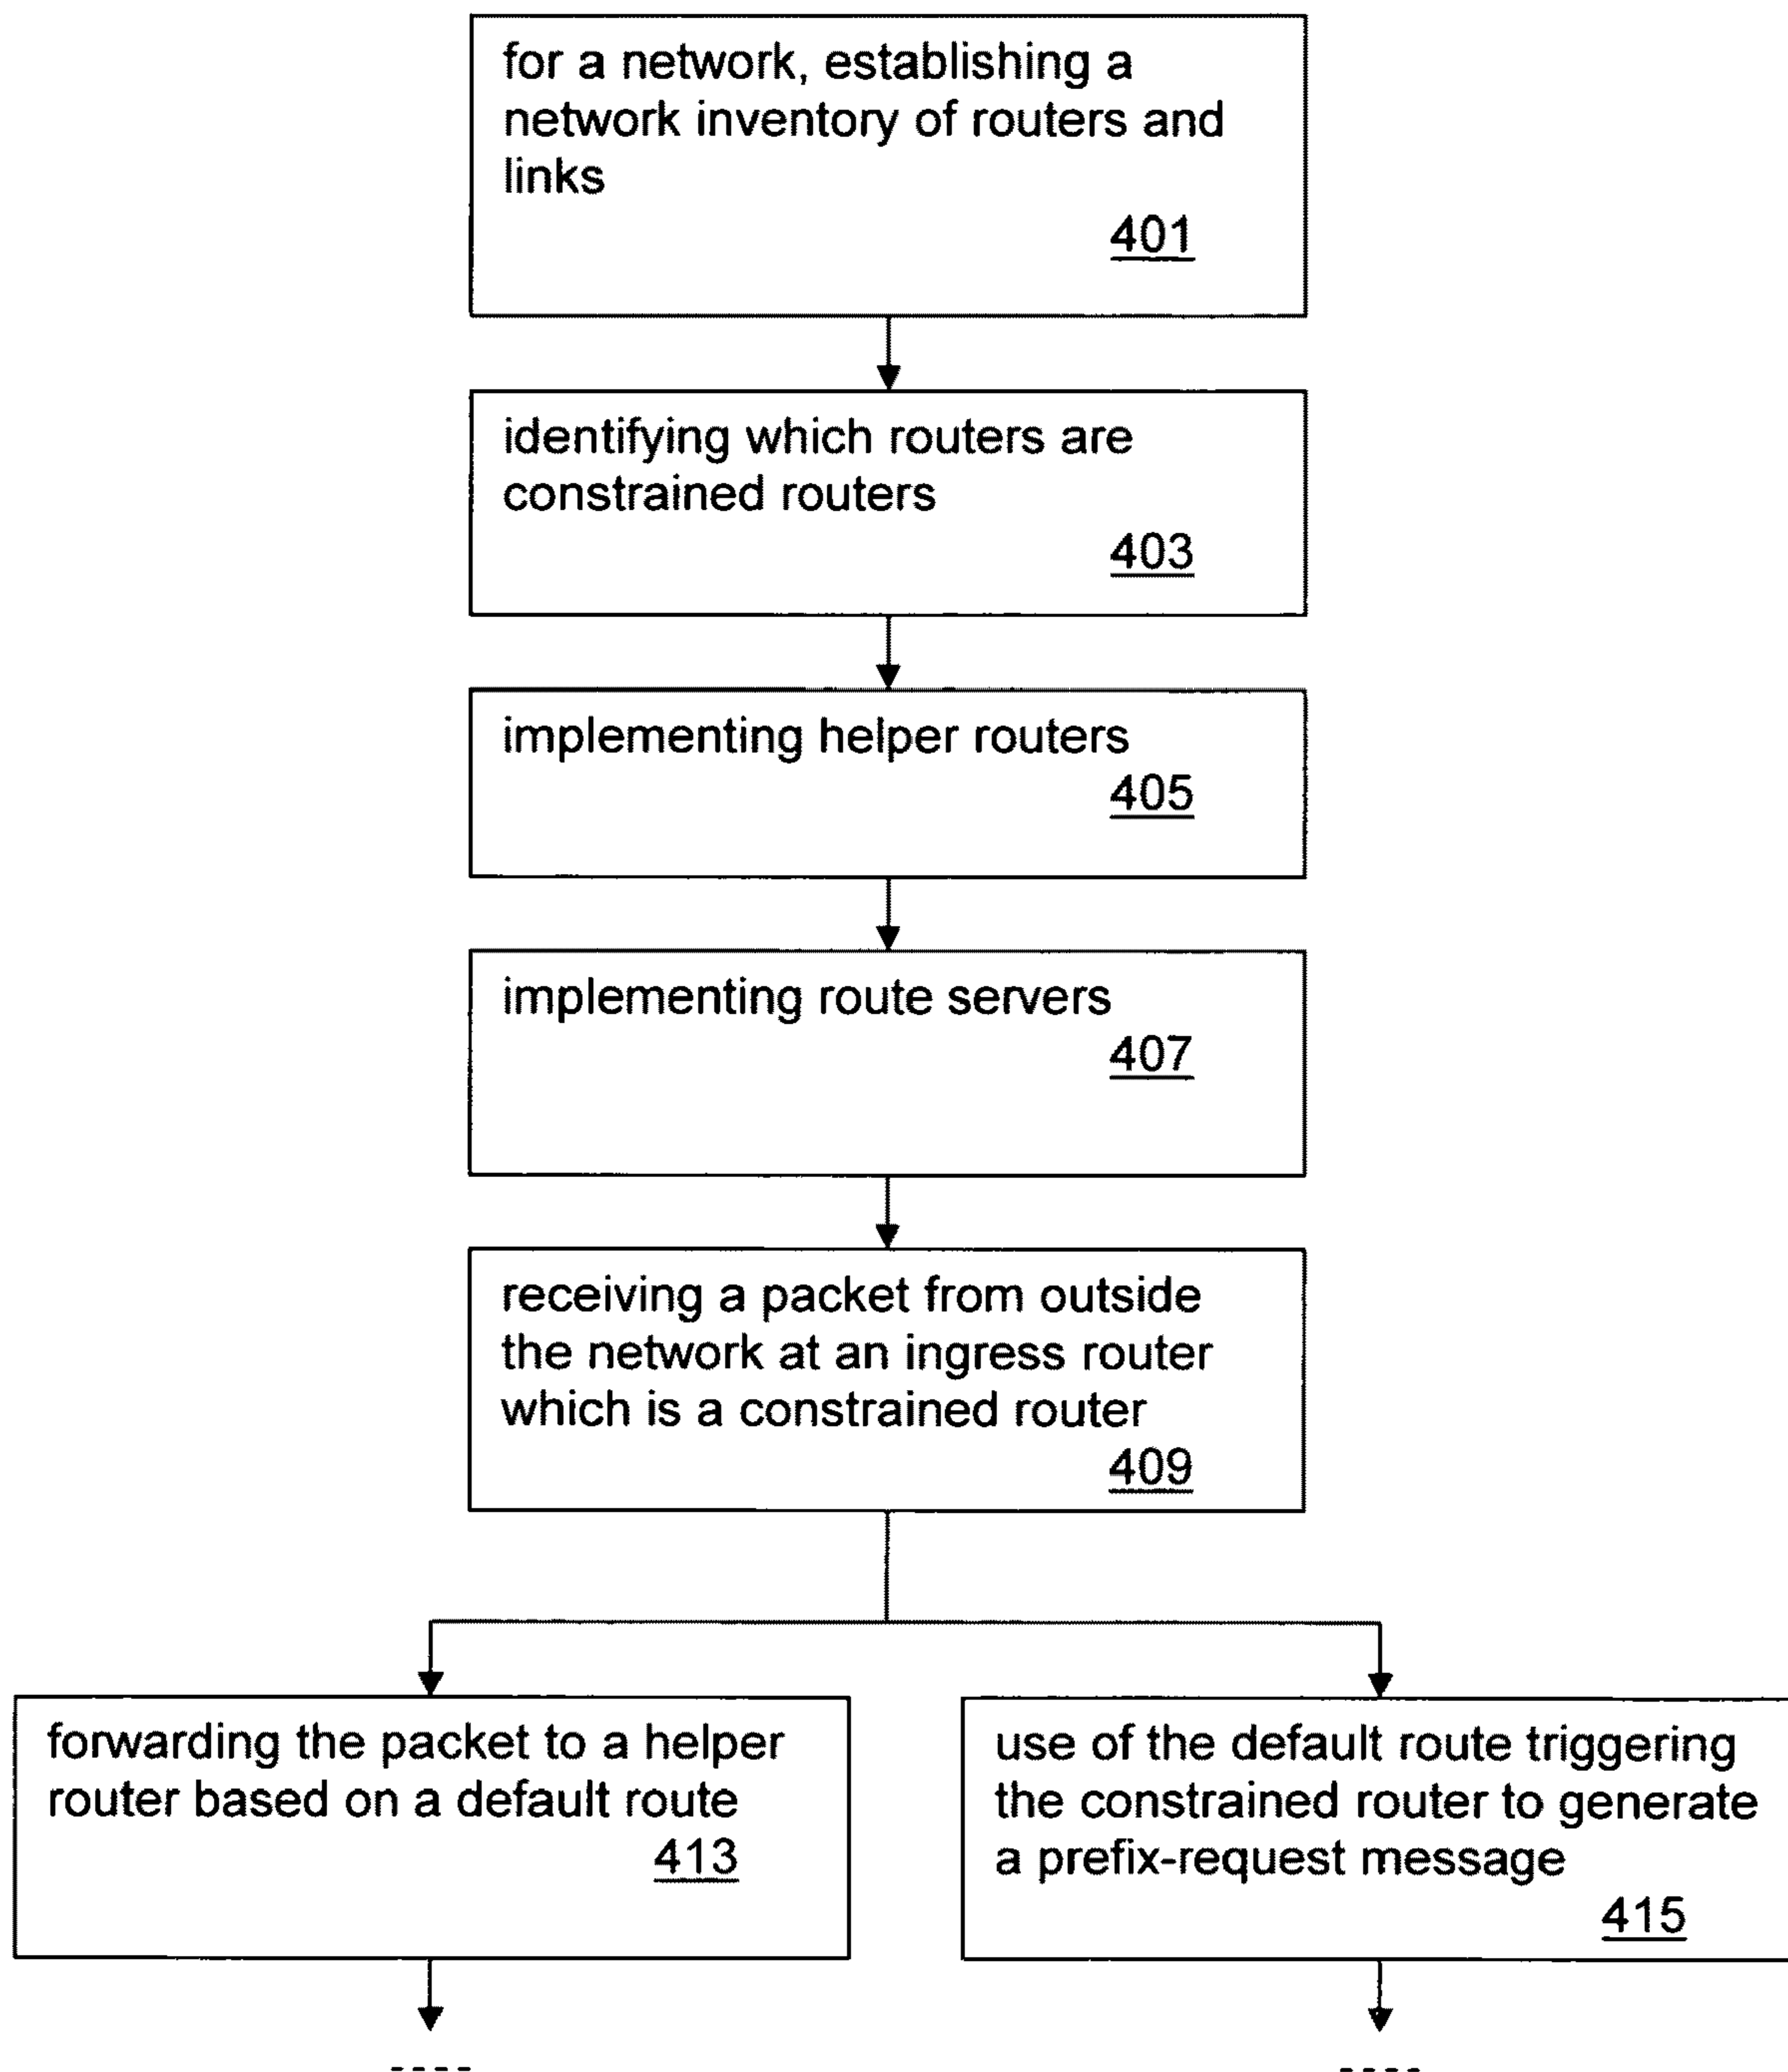 for a network, establishing a
network inventory of routers and
links
401
identifying which routers are
constrained routers
403
implementing helper routers
405
implementing route servers
407
receiving a packet from outside
the network at an ingress router
which is a constrained router
409
forwarding the packet to a helper
router based on a default route
413
use of the default route triggering
the constrained router to generate
a prefix-request message
415